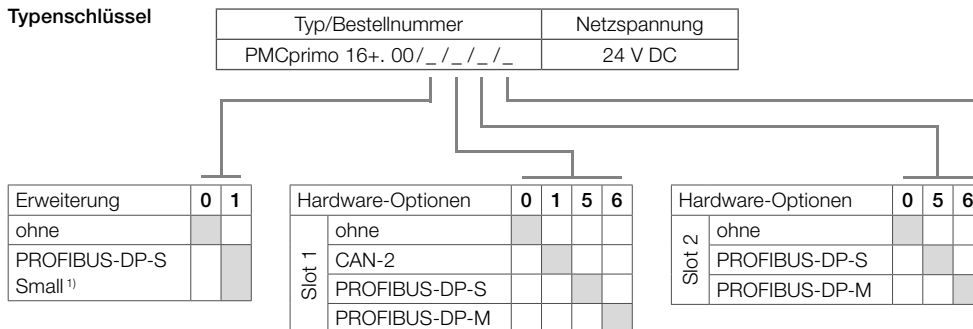 Typenschlüssel
Typ/Bestellnummer Netzspannung
PMCprimo 16+. 00/_ /_ /_ /_ 24 V DC
Erweiterung 0 1
ohne
PROFIBUS-DP-S
Small 1)
Hardware-Optionen 0 1 5 6
Slot 1
ohne
CAN-2
PROFIBUS-DP-S
PROFIBUS-DP-M
Hardware-Optionen 0 5 6
Slot 2
ohne
PROFIBUS-DP-S
PROFIBUS-DP-M